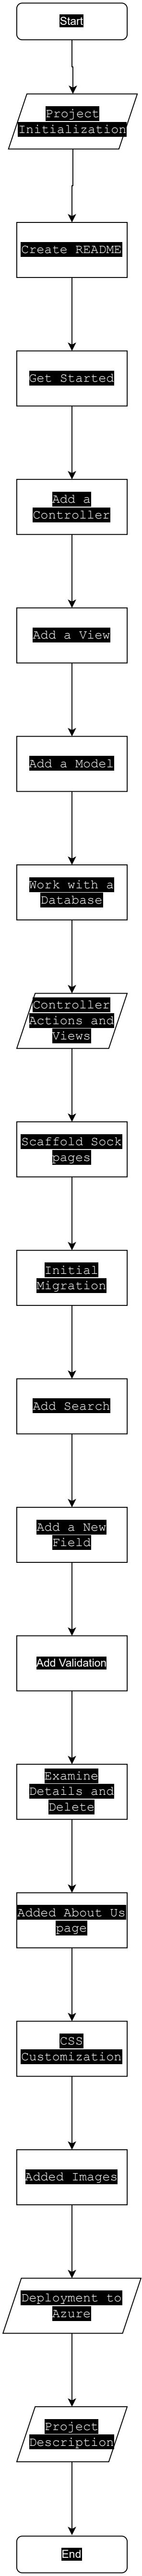 Start
Project
Initialization
Create README
Get Started
Add a
Controller
Add a View
Add a Model
Work with a
Database
Controller
Actions and
Views
Scaffold Sock
pages
Initial
Migration
Add Search
Add a New
Field
Add Validation
Examine
Details and
Delete
Added About Us
page
CSS
Customization
Added Images
Deployment to
Azure
Project
Description
End